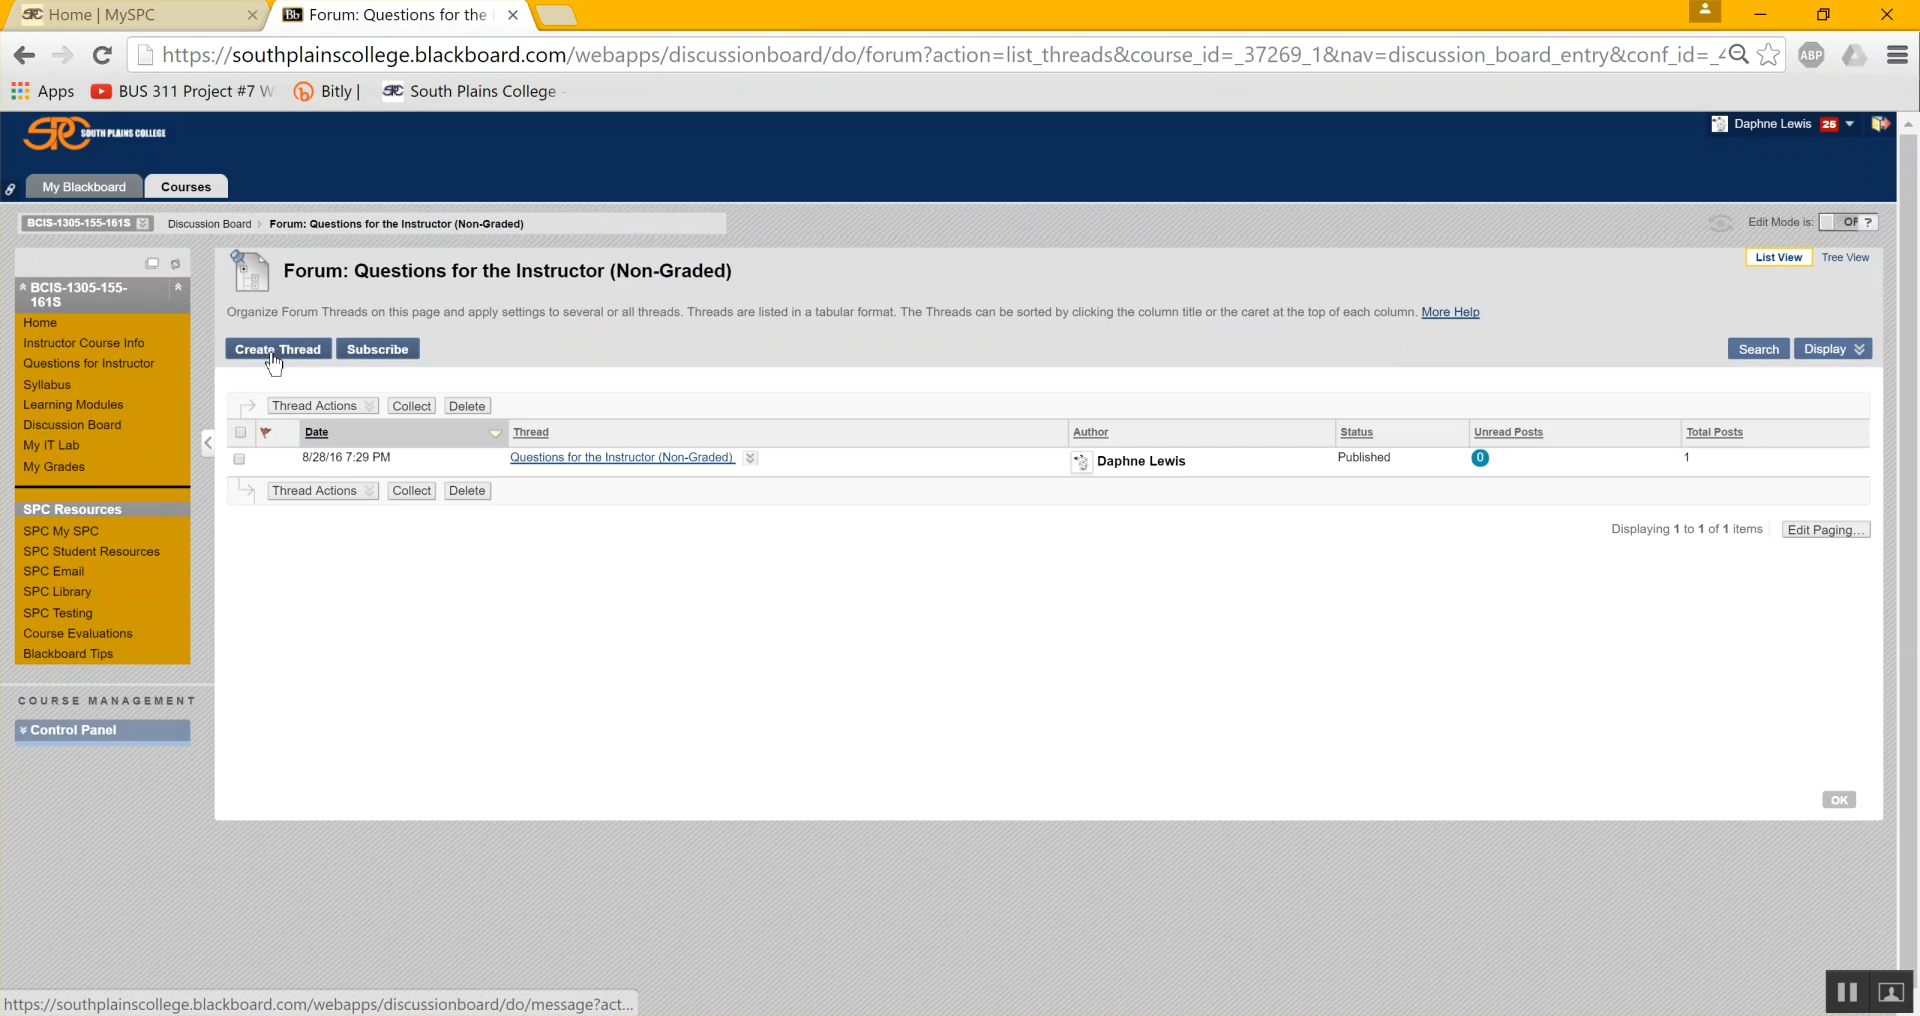 Home | MySPC
Bb Forum: Questions for the
https://southplainscollege.blackboard.com/webapps/discussionboard/do/forum?action=list_threads&course_id=_37269_1&nav=discussion_board_entry&conf_id=_4
ABP
Apps BUS 311 Project #7 W Bitly | South Plains College -
SPC SOUTH PLAINS COLLEGE
Daphne Lewis 25
My Blackboard Courses
BCIS-1305-155-161S Discussion Board Forum: Questions for the Instructor (Non-Graded)
Edit Mode is: OF ?
BCIS-1305-155-
161S
Home
Instructor Course Info
Questions for Instructor
Syllabus
Learning Modules
Discussion Board
My IT Lab
My Grades
SPC Resources
SPC My SPC
SPC Student Resources
SPC Email
SPC Library
SPC Testing
Course Evaluations
Blackboard Tips
COURSE MANAGEMENT
Control Panel
Forum: Questions for the Instructor (Non-Graded)
List View Tree View
Organize Forum Threads on this page and apply settings to several or all threads. Threads are listed in a tabular format. The Threads can be sorted by clicking the column title or the caret at the top of each column. More Help
Create Thread Subscribe
Search Display
Thread Actions Collect Delete
Date Thread Author Status Unread Posts Total Posts
8/28/16 7:29 PM Questions for the Instructor (Non-Graded) Daphne Lewis Published 0 1
Thread Actions Collect Delete
Displaying 1 to 1 of 1 items Edit Paging...
OK
https://southplainscollege.blackboard.com/webapps/discussionboard/do/message?act...